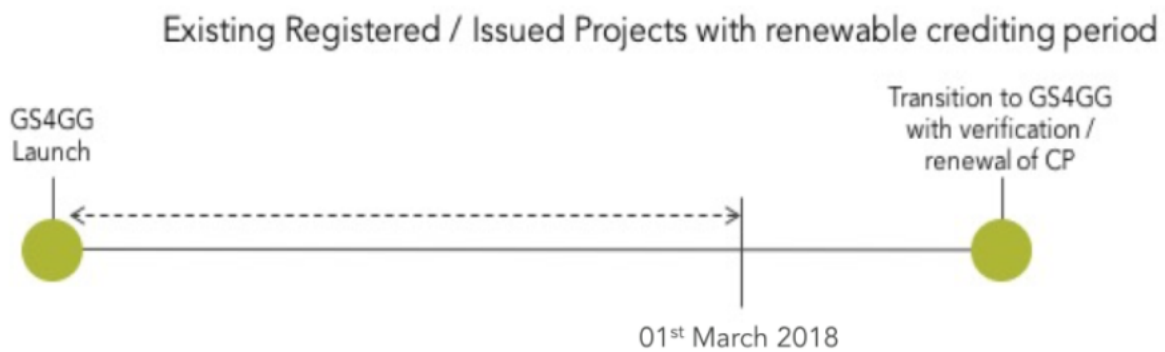 Existing Registered / Issued Projects with renewable crediting period
GS4GG
Launch
Transition to GS4GG
with verification /
renewal of CP
01st March 2018